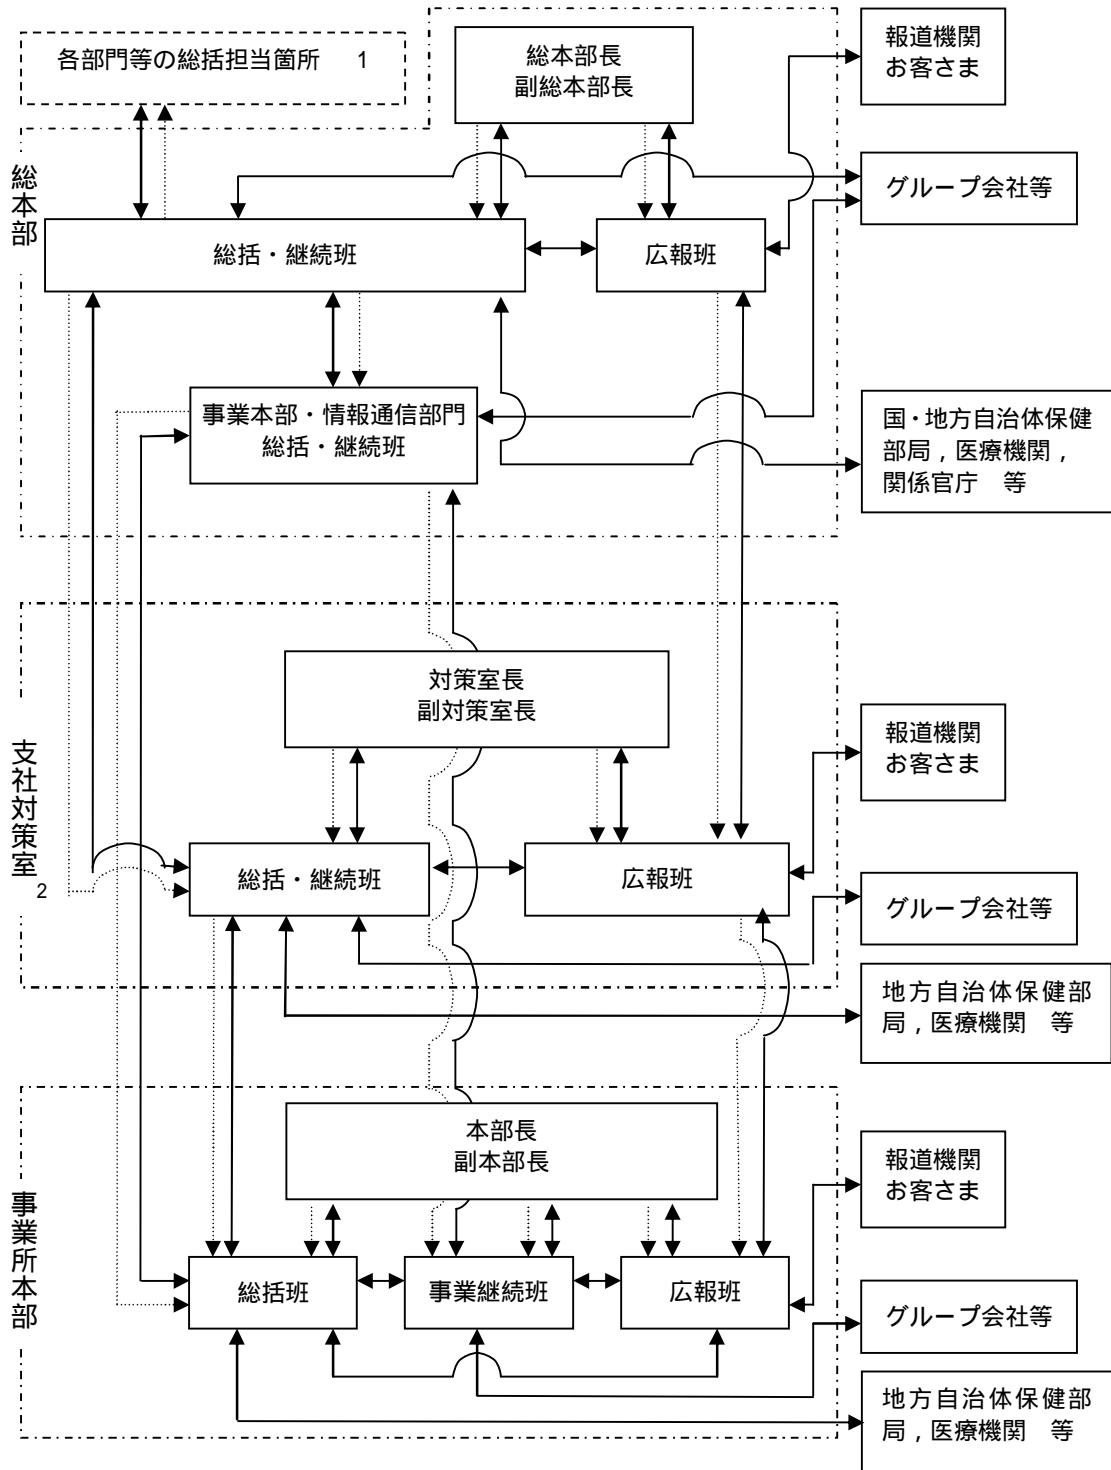 各部門等の総括担当箇所　1
総本部長
副総本部長
報道機関
お客さま
総本部
グループ会社等
総括・継続班
広報班
事業本部・情報通信部門
総括・継続班
国・地方自治体保健
部局，医療機関，
関係官庁　等
支社対策室
2
対策室長
副対策室長
報道機関
お客さま
総括・継続班
広報班
グループ会社等
地方自治体保健部
局，医療機関　等
事業所本部
本部長
副本部長
報道機関
お客さま
総括班
事業継続班
広報班
グループ会社等
地方自治体保健部
局，医療機関　等